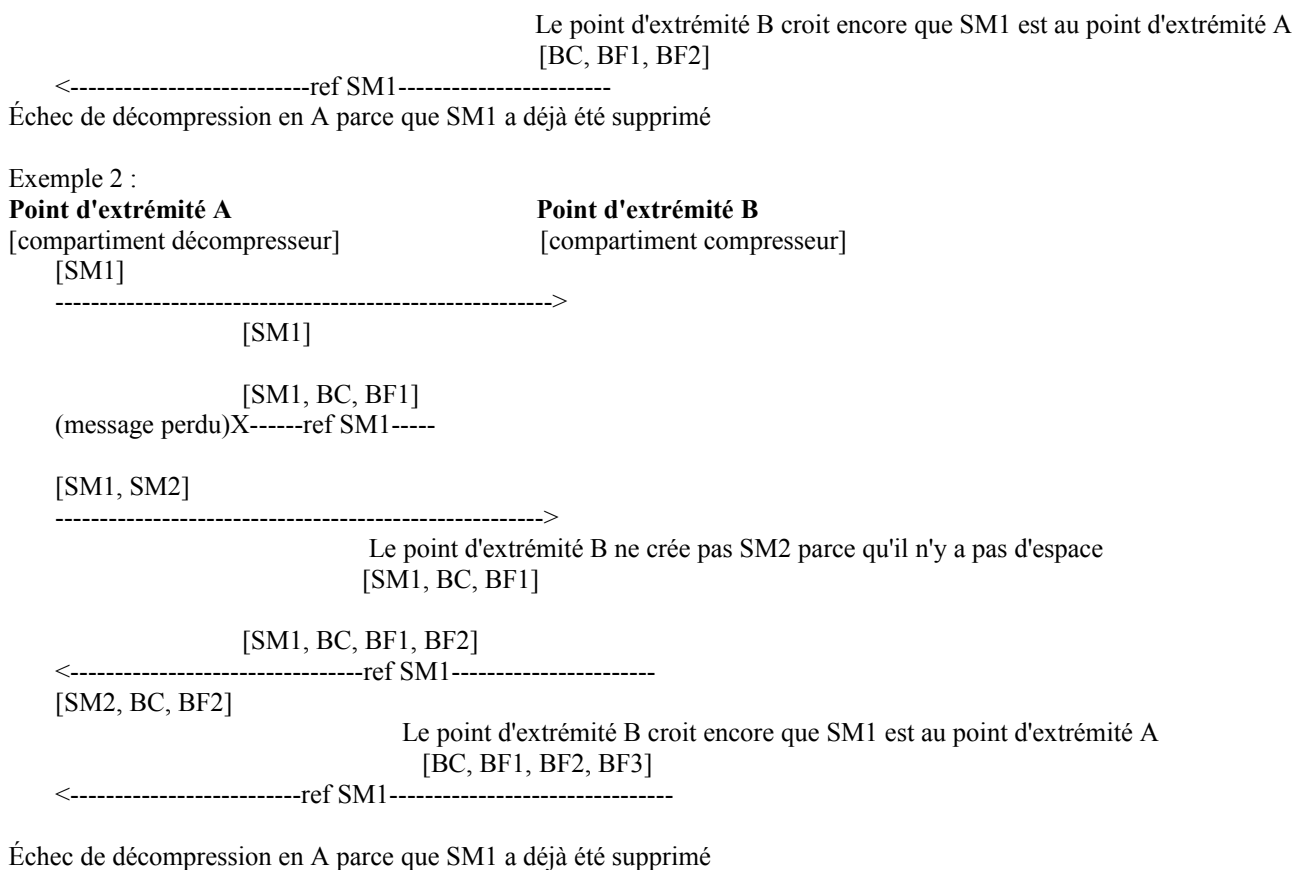 Le point d'extrémité B croit encore que SM1 est au point d'extrémité A
[BC, BF1, BF2]
<---------------------------ref SM1------------------------
Échec de décompression en A parce que SM1 a déjà été supprimé
Exemple 2 :
Point d'extrémité A Point d'extrémité B
[compartiment décompresseur] [compartiment compresseur]
[SM1]
-------------------------------------------------------->
[SM1]
[SM1, BC, BF1]
(message perdu)X------ref SM1-----
[SM1, SM2]
------------------------------------------------------->
Le point d'extrémité B ne crée pas SM2 parce qu'il n'y a pas d'espace
[SM1, BC, BF1]
[SM1, BC, BF1, BF2]
<---------------------------------ref SM1-----------------------
[SM2, BC, BF2]
Le point d'extrémité B croit encore que SM1 est au point d'extrémité A
[BC, BF1, BF2, BF3]
<--------------------------ref SM1--------------------------------
Échec de décompression en A parce que SM1 a déjà été supprimé